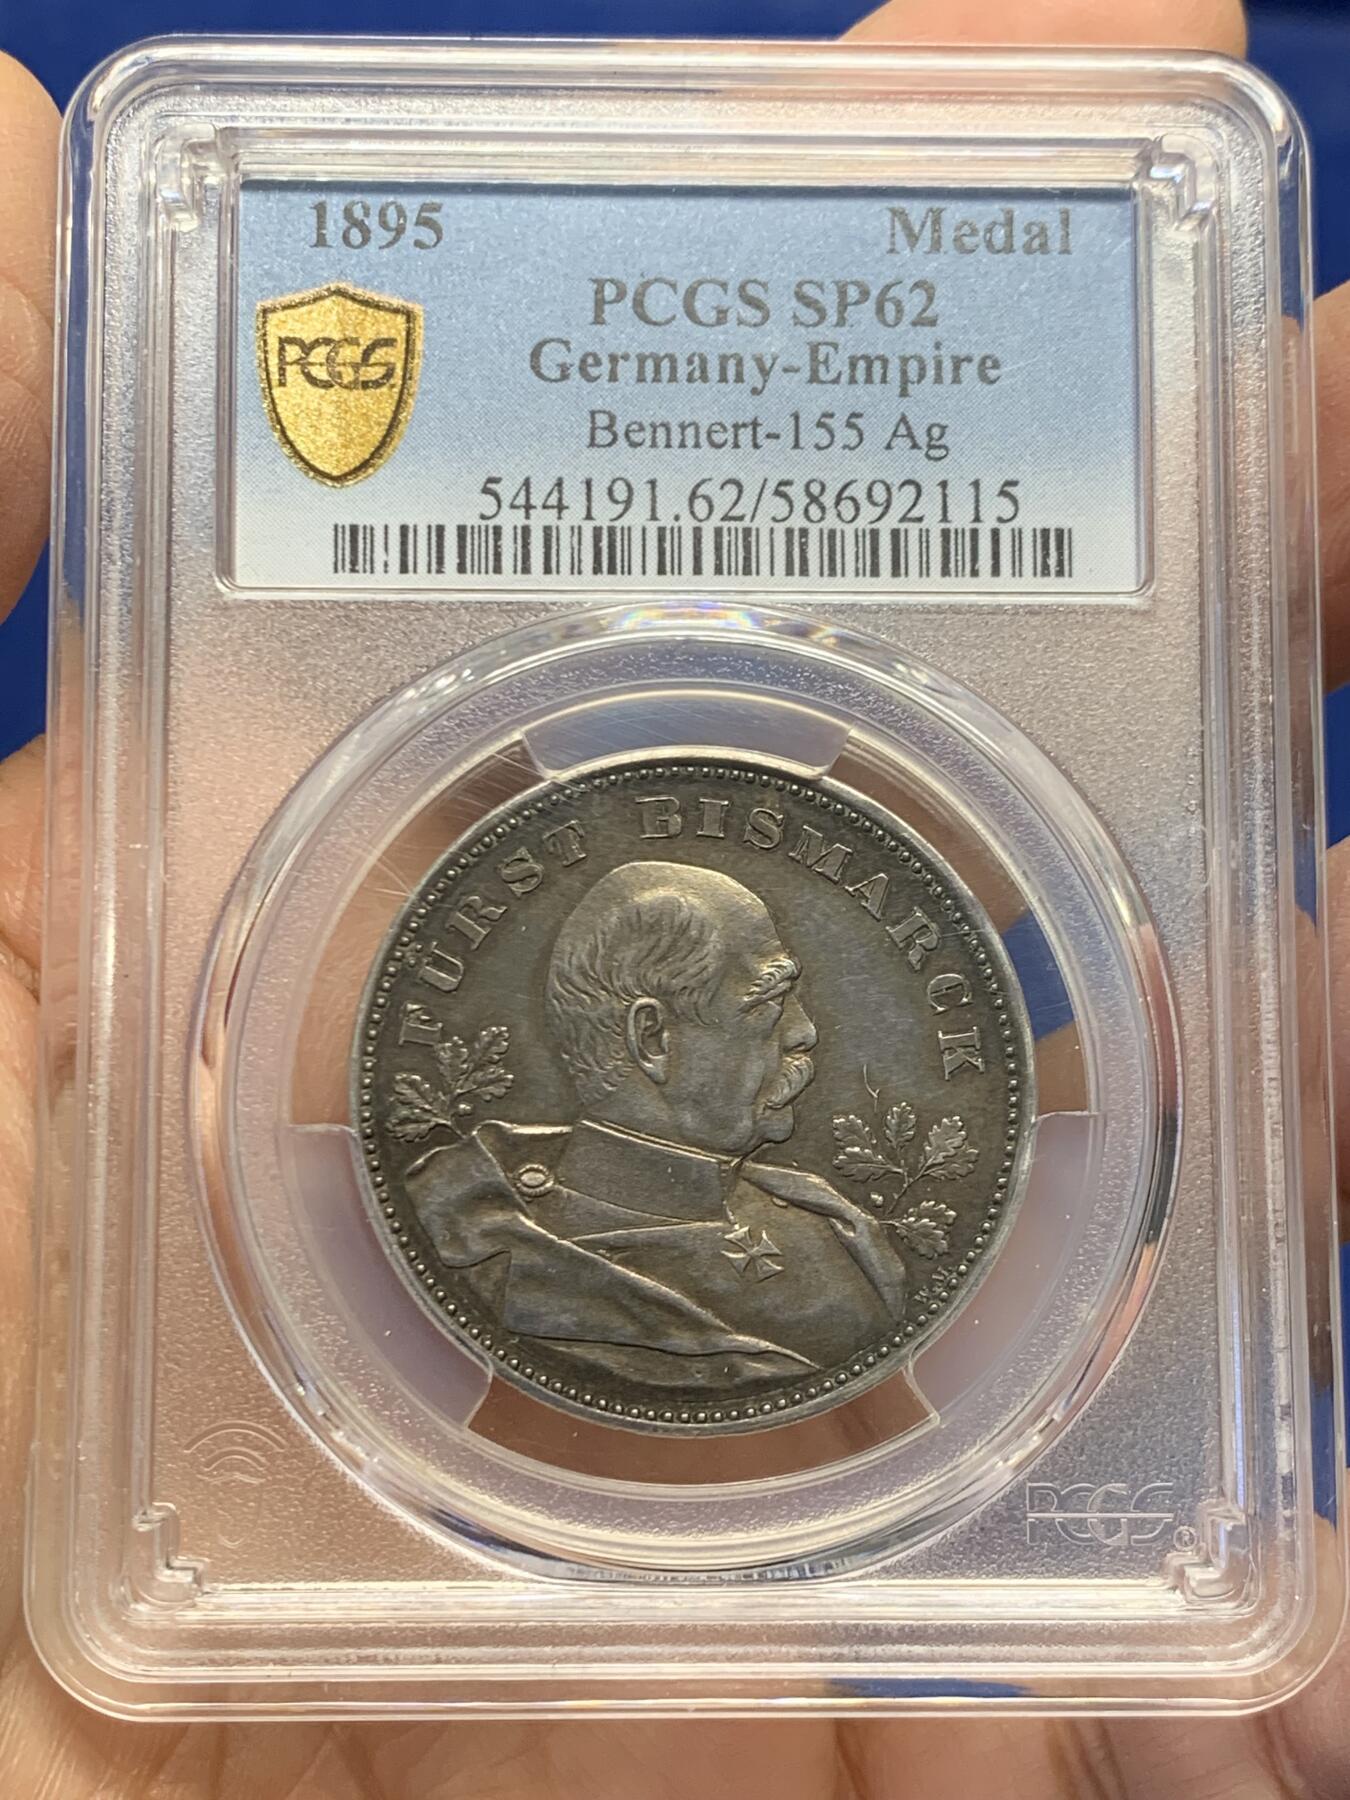 1895 Medal
PCGS SP62
PCGS
Germany-Empire
Bennert-155 Ag
544191.62/58692115
FÜRST BISMARCK
PCGS